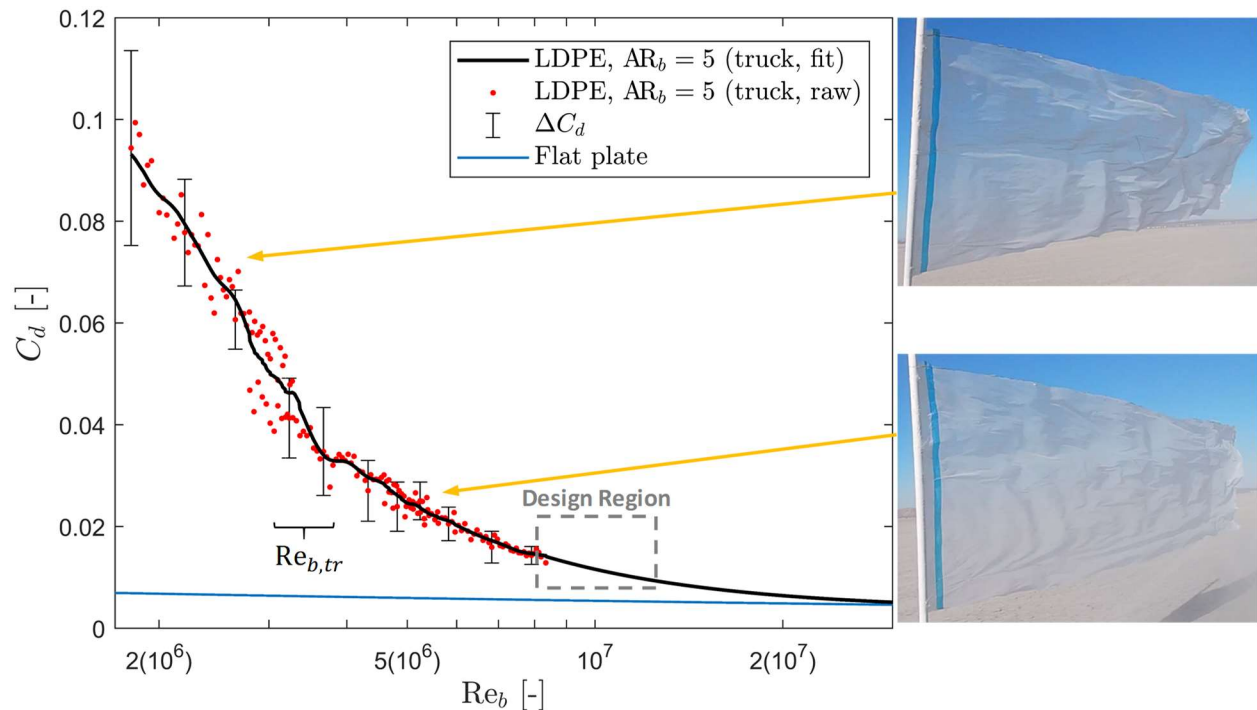 0.12
0.1
0.08
0.06
0.04
0.02
0
C_d [-]
LDPE, AR_b = 5 (truck, fit)
LDPE, AR_b = 5 (truck, raw)
ΔC_d
Flat plate
Design Region
Re_{b,tr}
2(10^6)
5(10^6)
10^7
2(10^7)
Re_b [-]